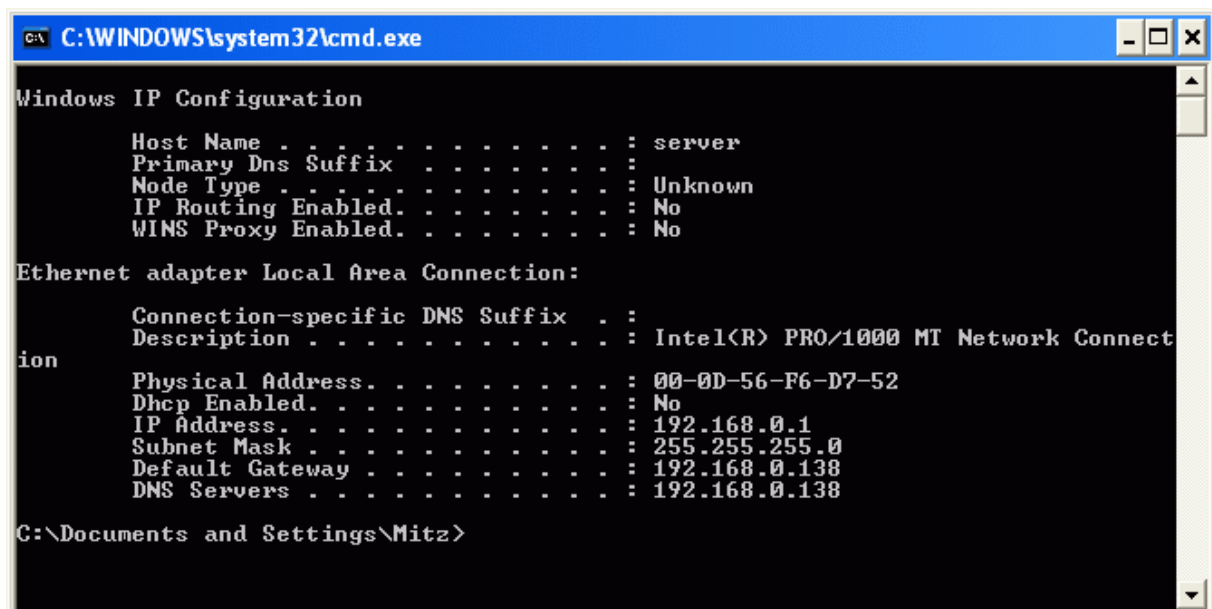 C:\WINDOWS\system32\cmd.exe
Windows IP Configuration
Host Name . . . . . . . . . . . . : server
Primary Dns Suffix  . . . . . . . :
Node Type . . . . . . . . . . . . : Unknown
IP Routing Enabled. . . . . . . . : No
WINS Proxy Enabled. . . . . . . . : No
Ethernet adapter Local Area Connection:
Connection-specific DNS Suffix  . :
Description . . . . . . . . . . . : Intel(R) PRO/1000 MT Network Connect
ion
Physical Address. . . . . . . . . : 00-0D-56-F6-D7-52
Dhcp Enabled. . . . . . . . . . . : No
IP Address. . . . . . . . . . . . : 192.168.0.1
Subnet Mask . . . . . . . . . . . : 255.255.255.0
Default Gateway . . . . . . . . . : 192.168.0.138
DNS Servers . . . . . . . . . . . : 192.168.0.138
C:\Documents and Settings\Mitz>